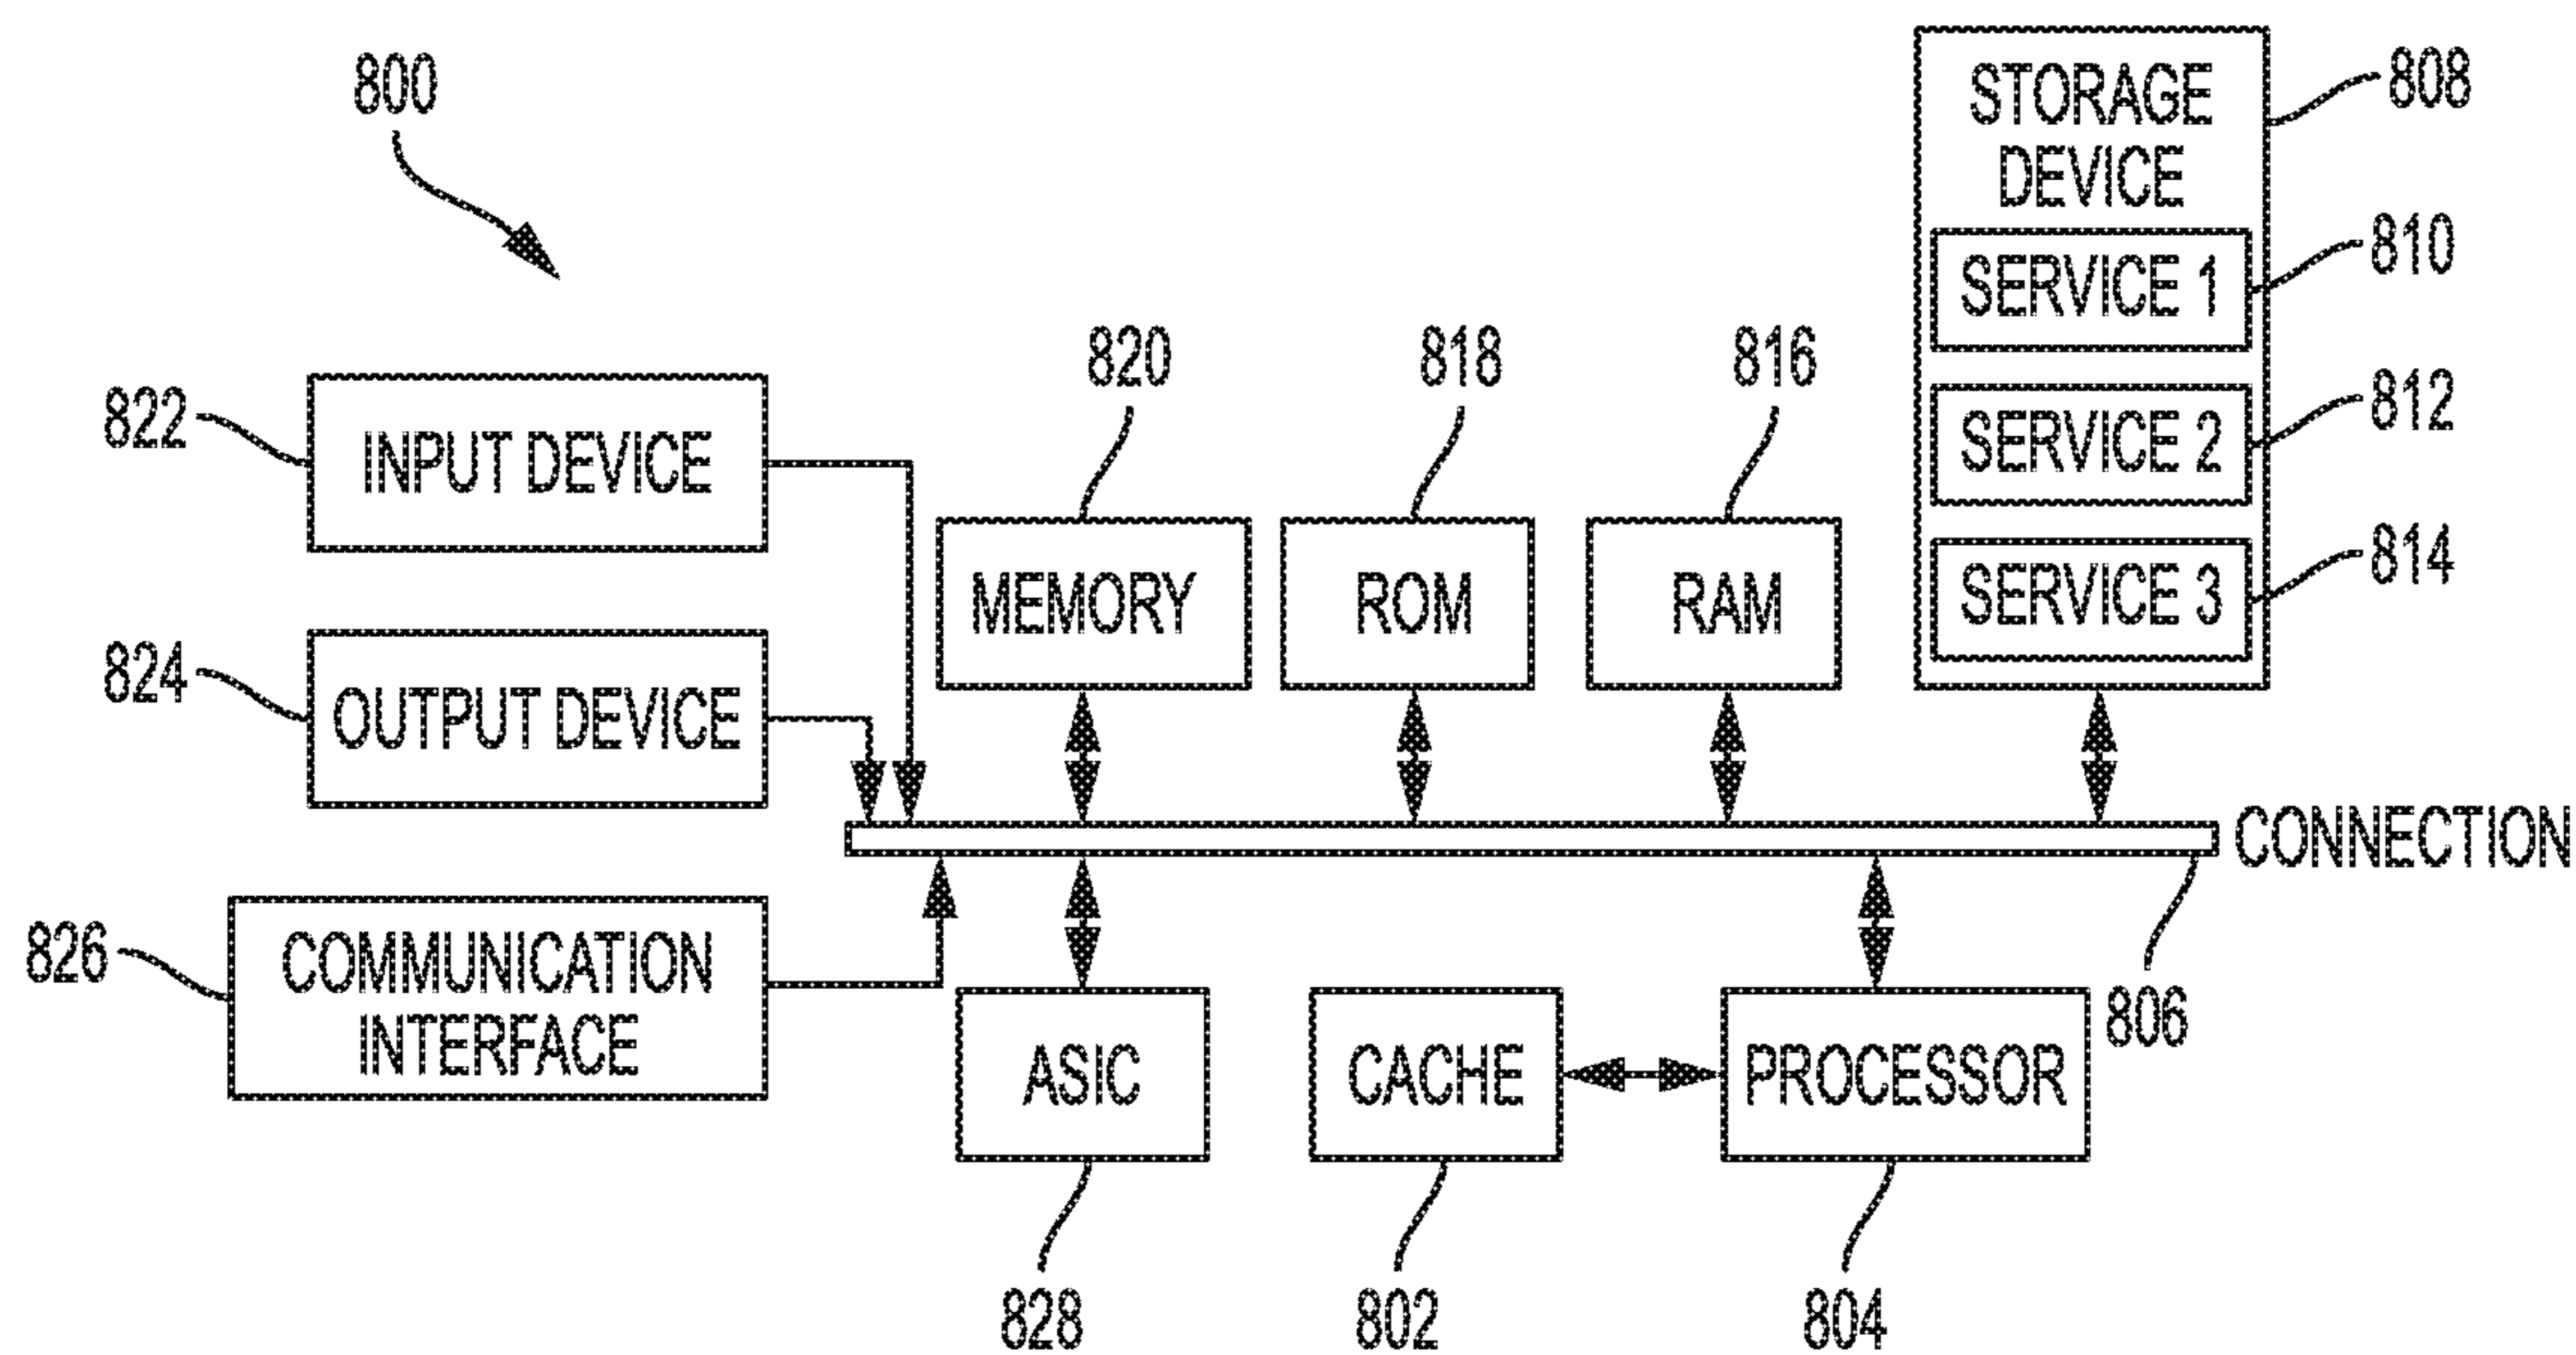 800
STORAGE
DEVICE
808
SERVICE 1
810
SERVICE 2
812
SERVICE 3
814
820
818
816
822
INPUT DEVICE
MEMORY
ROM
RAM
824
OUTPUT DEVICE
CONNECTION
826
COMMUNICATION
INTERFACE
806
ASIC
CACHE
PROCESSOR
828
802
804